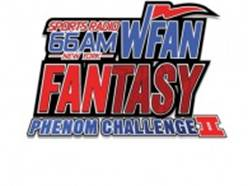 SPORTS RADIO
66AM WFAN
NEW YORK
FANTASY
PHENOM CHALLENGE II